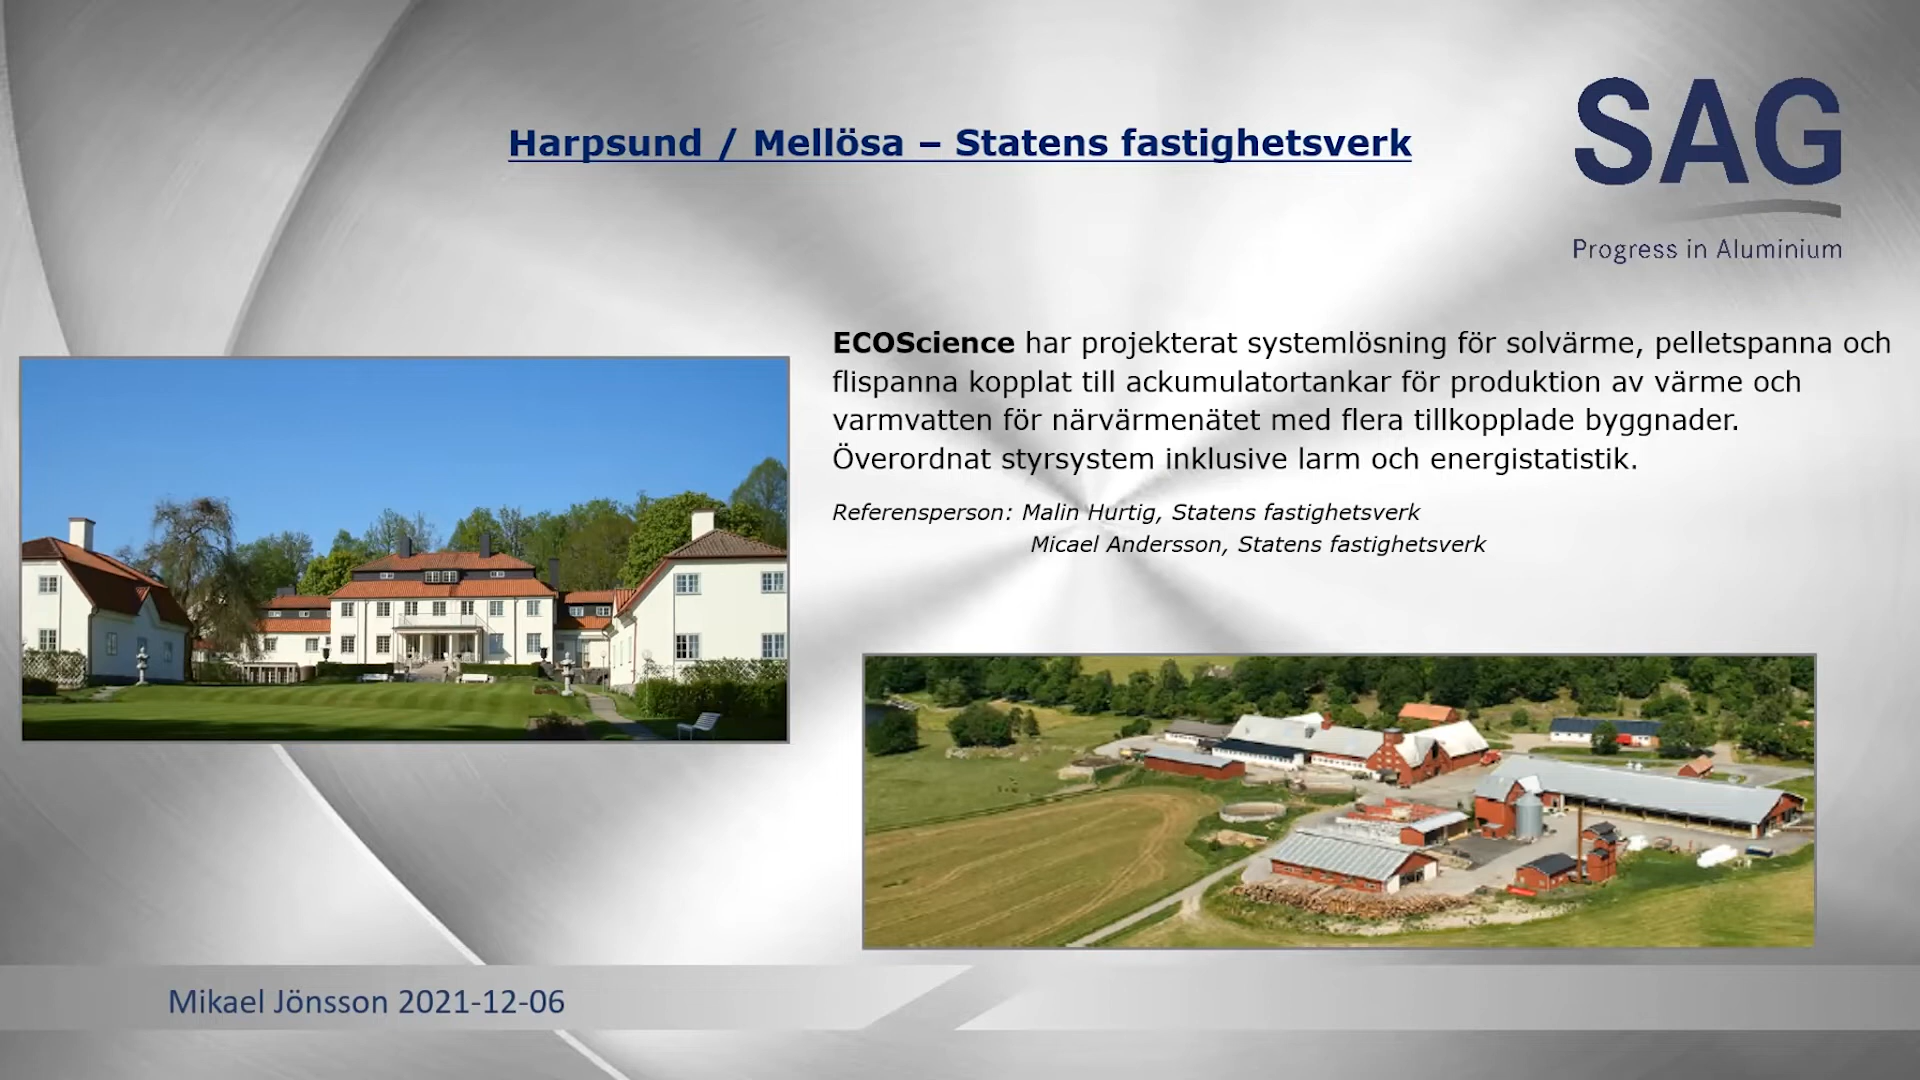 Harpsund / Mellösa – Statens fastighetsverk
SAG
Progress in Aluminium
ECOScience har projekterat systemlösning för solvärme, pelletspanna och
flispanna kopplat till ackumulatortankar för produktion av värme och
varmvatten för närvärmenätet med flera tillkopplade byggnader.
Överordnat styrsystem inklusive larm och energistatistik.
Referensperson: Malin Hurtig, Statens fastighetsverk
Micael Andersson, Statens fastighetsverk
Mikael Jönsson 2021-12-06